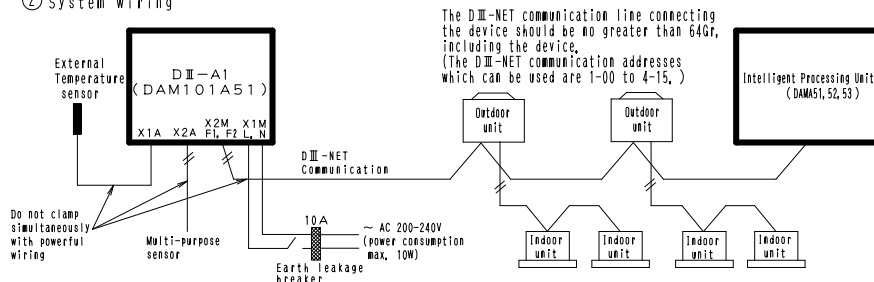 ② System wiring
The DⅢ-NET communication line connecting
the device should be no greater than 64Gr,
including the device.
(The DⅢ-NET communication addresses
which can be used are 1-00 to 4-15. )
External
Temperature
sensor
DⅢ-A1
(DAM101A51)
X2M X1M
X1A X2A F1, F2 L, N
Outdoor
unit
Outdoor
unit
Intelligent Processing Unit
(DAMA51, 52, 53)
DⅢ-NET
Communication
Do not clamp
simultaneously
with powerful
wiring
Multi-purpose
sensor
10A
~ AC 200-240V
(power consumption
max. 10W)
Earth leakage
breaker
Indoor
unit
Indoor
unit
Indoor
unit
Indoor
unit